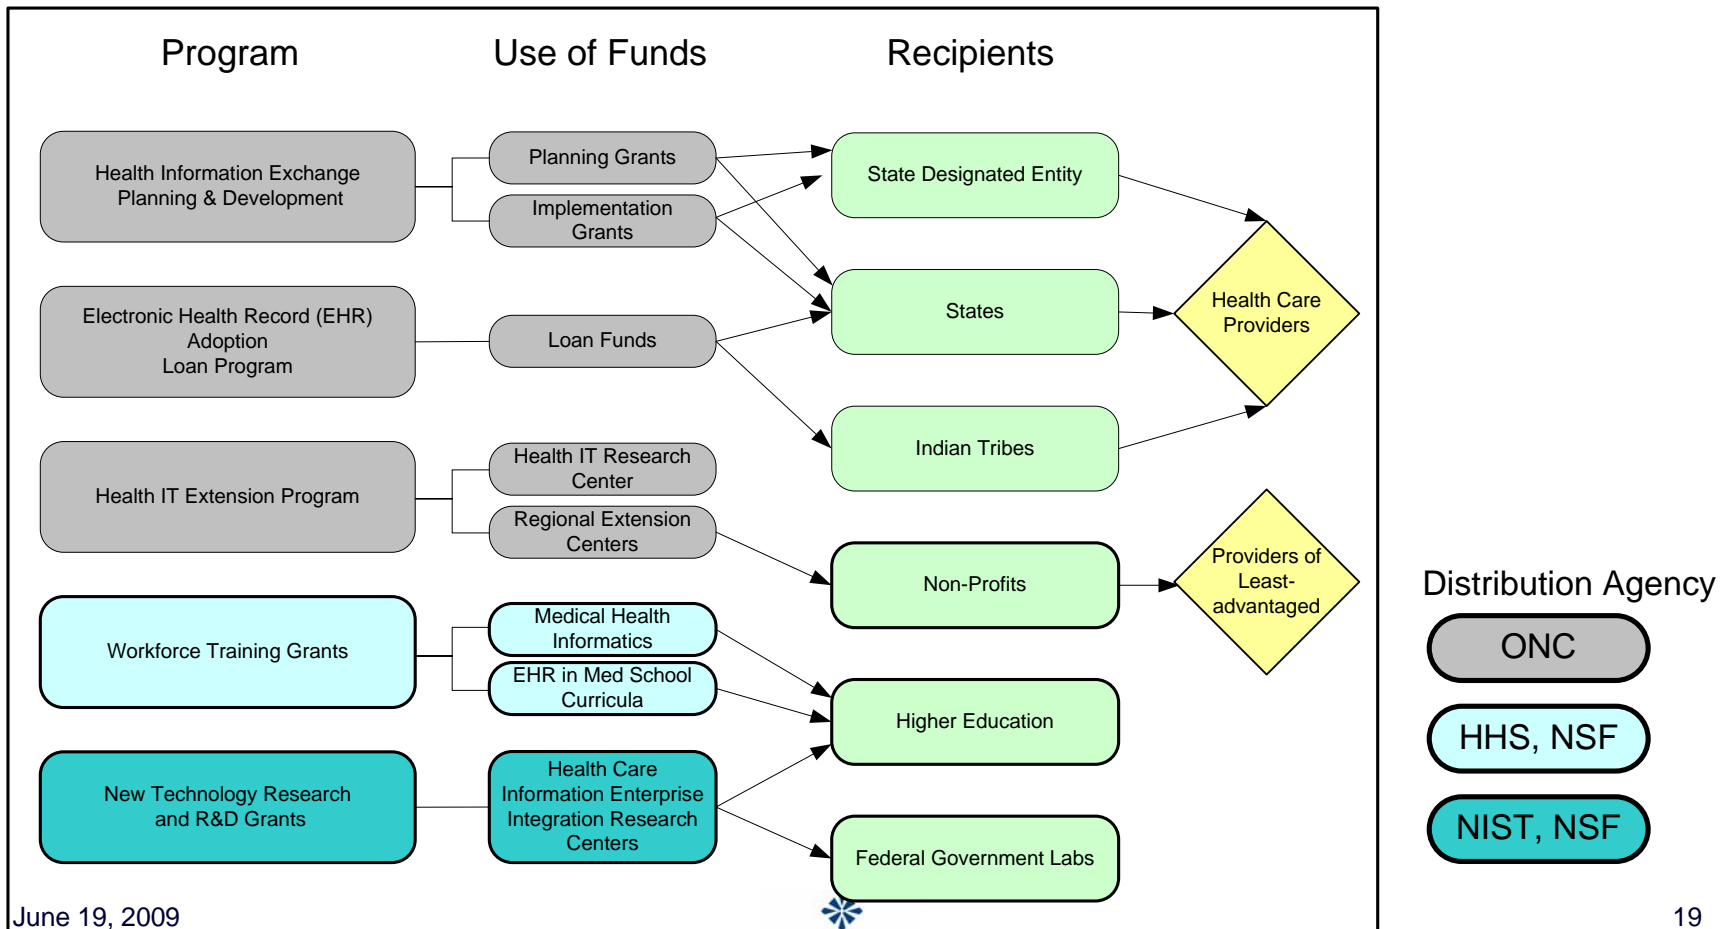 Program
Use of Funds
Recipients
Health Information Exchange
Planning & Development
Planning Grants
Implementation
Grants
State Designated Entity
Electronic Health Record (EHR)
Adoption
Loan Program
Loan Funds
States
Health Care
Providers
Indian Tribes
Health IT Extension Program
Health IT Research
Center
Regional Extension
Centers
Non-Profits
Providers of
Least-
advantaged
Workforce Training Grants
Medical Health
Informatics
EHR in Med School
Curricula
Higher Education
New Technology Research
and R&D Grants
Health Care
Information Enterprise
Integration Research
Centers
Federal Government Labs
Distribution Agency
ONC
HHS, NSF
NIST, NSF
June 19, 2009
19